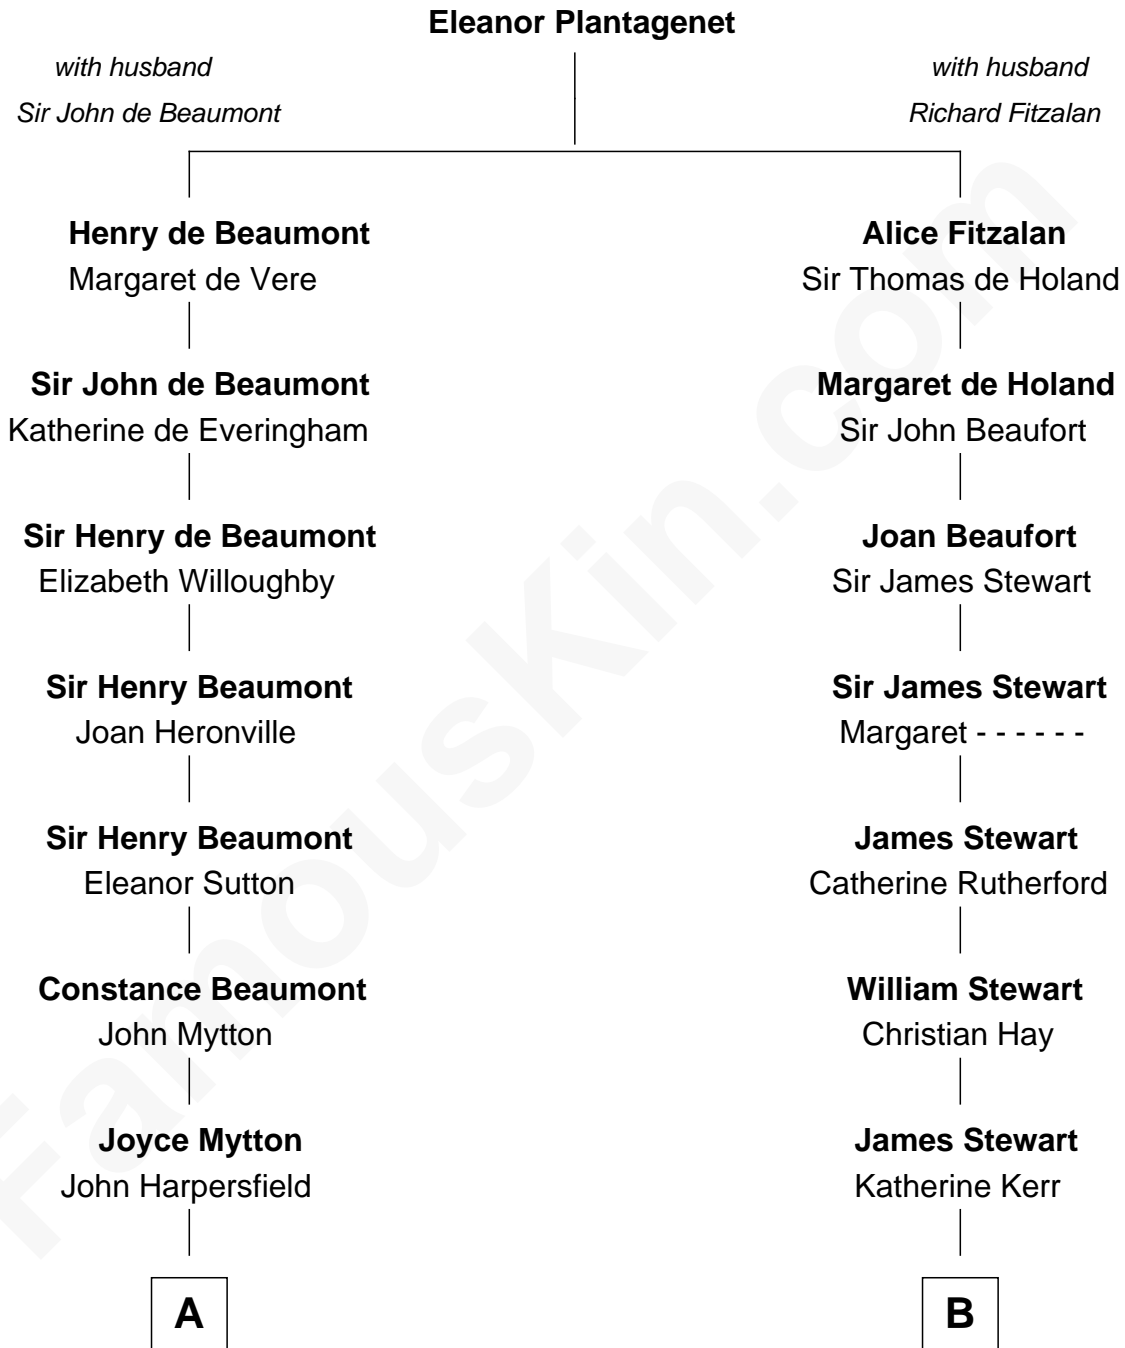 Eleanor Plantagenet
with husband
Sir John de Beaumont
with husband
Richard Fitzalan
Henry de Beaumont
Margaret de Vere
Alice Fitzalan
Sir Thomas de Holand
Sir John de Beaumont
Katherine de Everingham
Margaret de Holand
Sir John Beaufort
Sir Henry de Beaumont
Elizabeth Willoughby
Joan Beaufort
Sir James Stewart
Sir Henry Beaumont
Joan Heronville
Sir James Stewart
Margaret - - - - - -
Sir Henry Beaumont
Eleanor Sutton
James Stewart
Catherine Rutherford
Constance Beaumont
John Mytton
William Stewart
Christian Hay
Joyce Mytton
John Harpersfield
James Stewart
Katherine Kerr
A
B
FamousKin.com